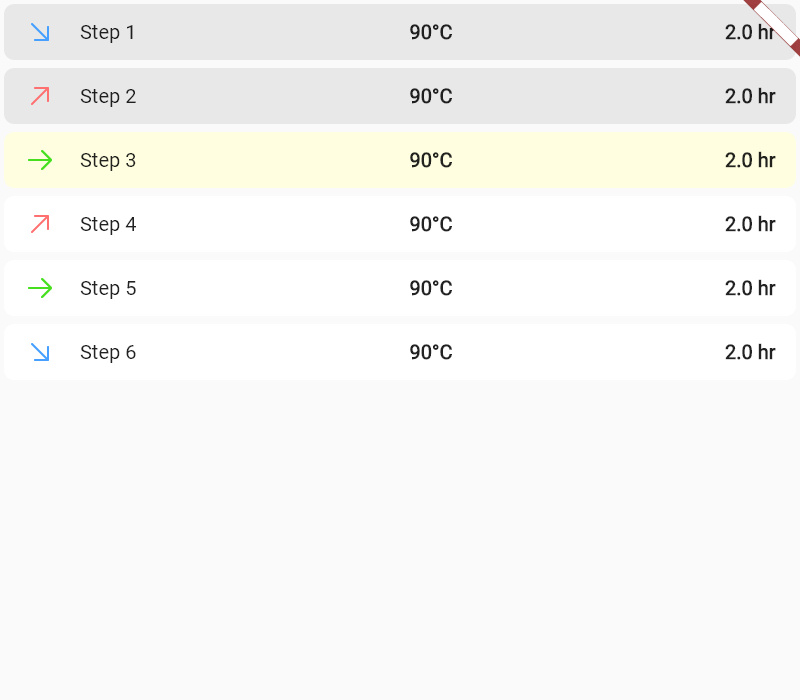 Step 1 90°C 2.0 hr
Step 2 90°C 2.0 hr
Step 3 90°C 2.0 hr
Step 4 90°C 2.0 hr
Step 5 90°C 2.0 hr
Step 6 90°C 2.0 hr